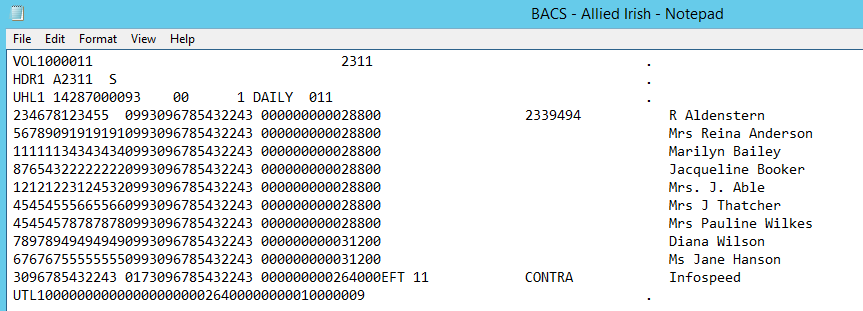 BACS - Allied Irish - Notepad
File Edit Format View Help
VOL1000011 2311 .
HDR1 A2311 S .
UHL1 14287000093 00 1 DAILY 011 .
234678123455 0993096785432243 000000000028800 2339494 R Aldenstern
567890919191910993096785432243 000000000028800 Mrs Reina Anderson
111111343434340993096785432243 000000000028800 Marilyn Bailey
876543222222220993096785432243 000000000028800 Jacqueline Booker
121212231245320993096785432243 000000000028800 Mrs. J. Able
454545556655660993096785432243 000000000028800 Mrs J Thatcher
454545787878780993096785432243 000000000028800 Mrs Pauline Wilkes
789789494949490993096785432243 000000000031200 Diana Wilson
676767555555550993096785432243 000000000031200 Ms Jane Hanson
3096785432243 0173096785432243 000000000264000EFT 11 CONTRA Infospeed
UTL10000000000000000000026400000000010000009 .